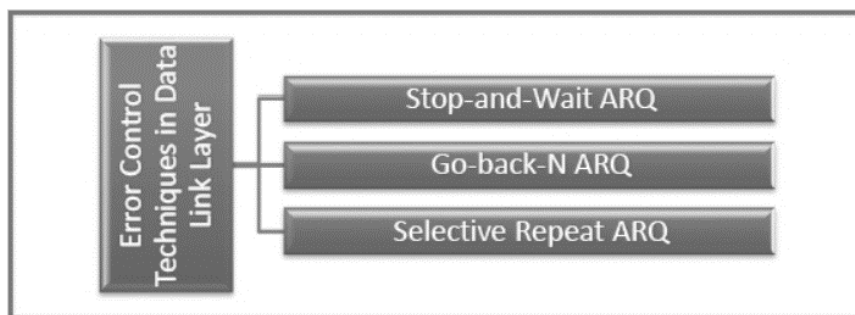 Error Control
Techniques in Data
Link Layer
Stop-and-Wait ARQ
Go-back-N ARQ
Selective Repeat ARQ